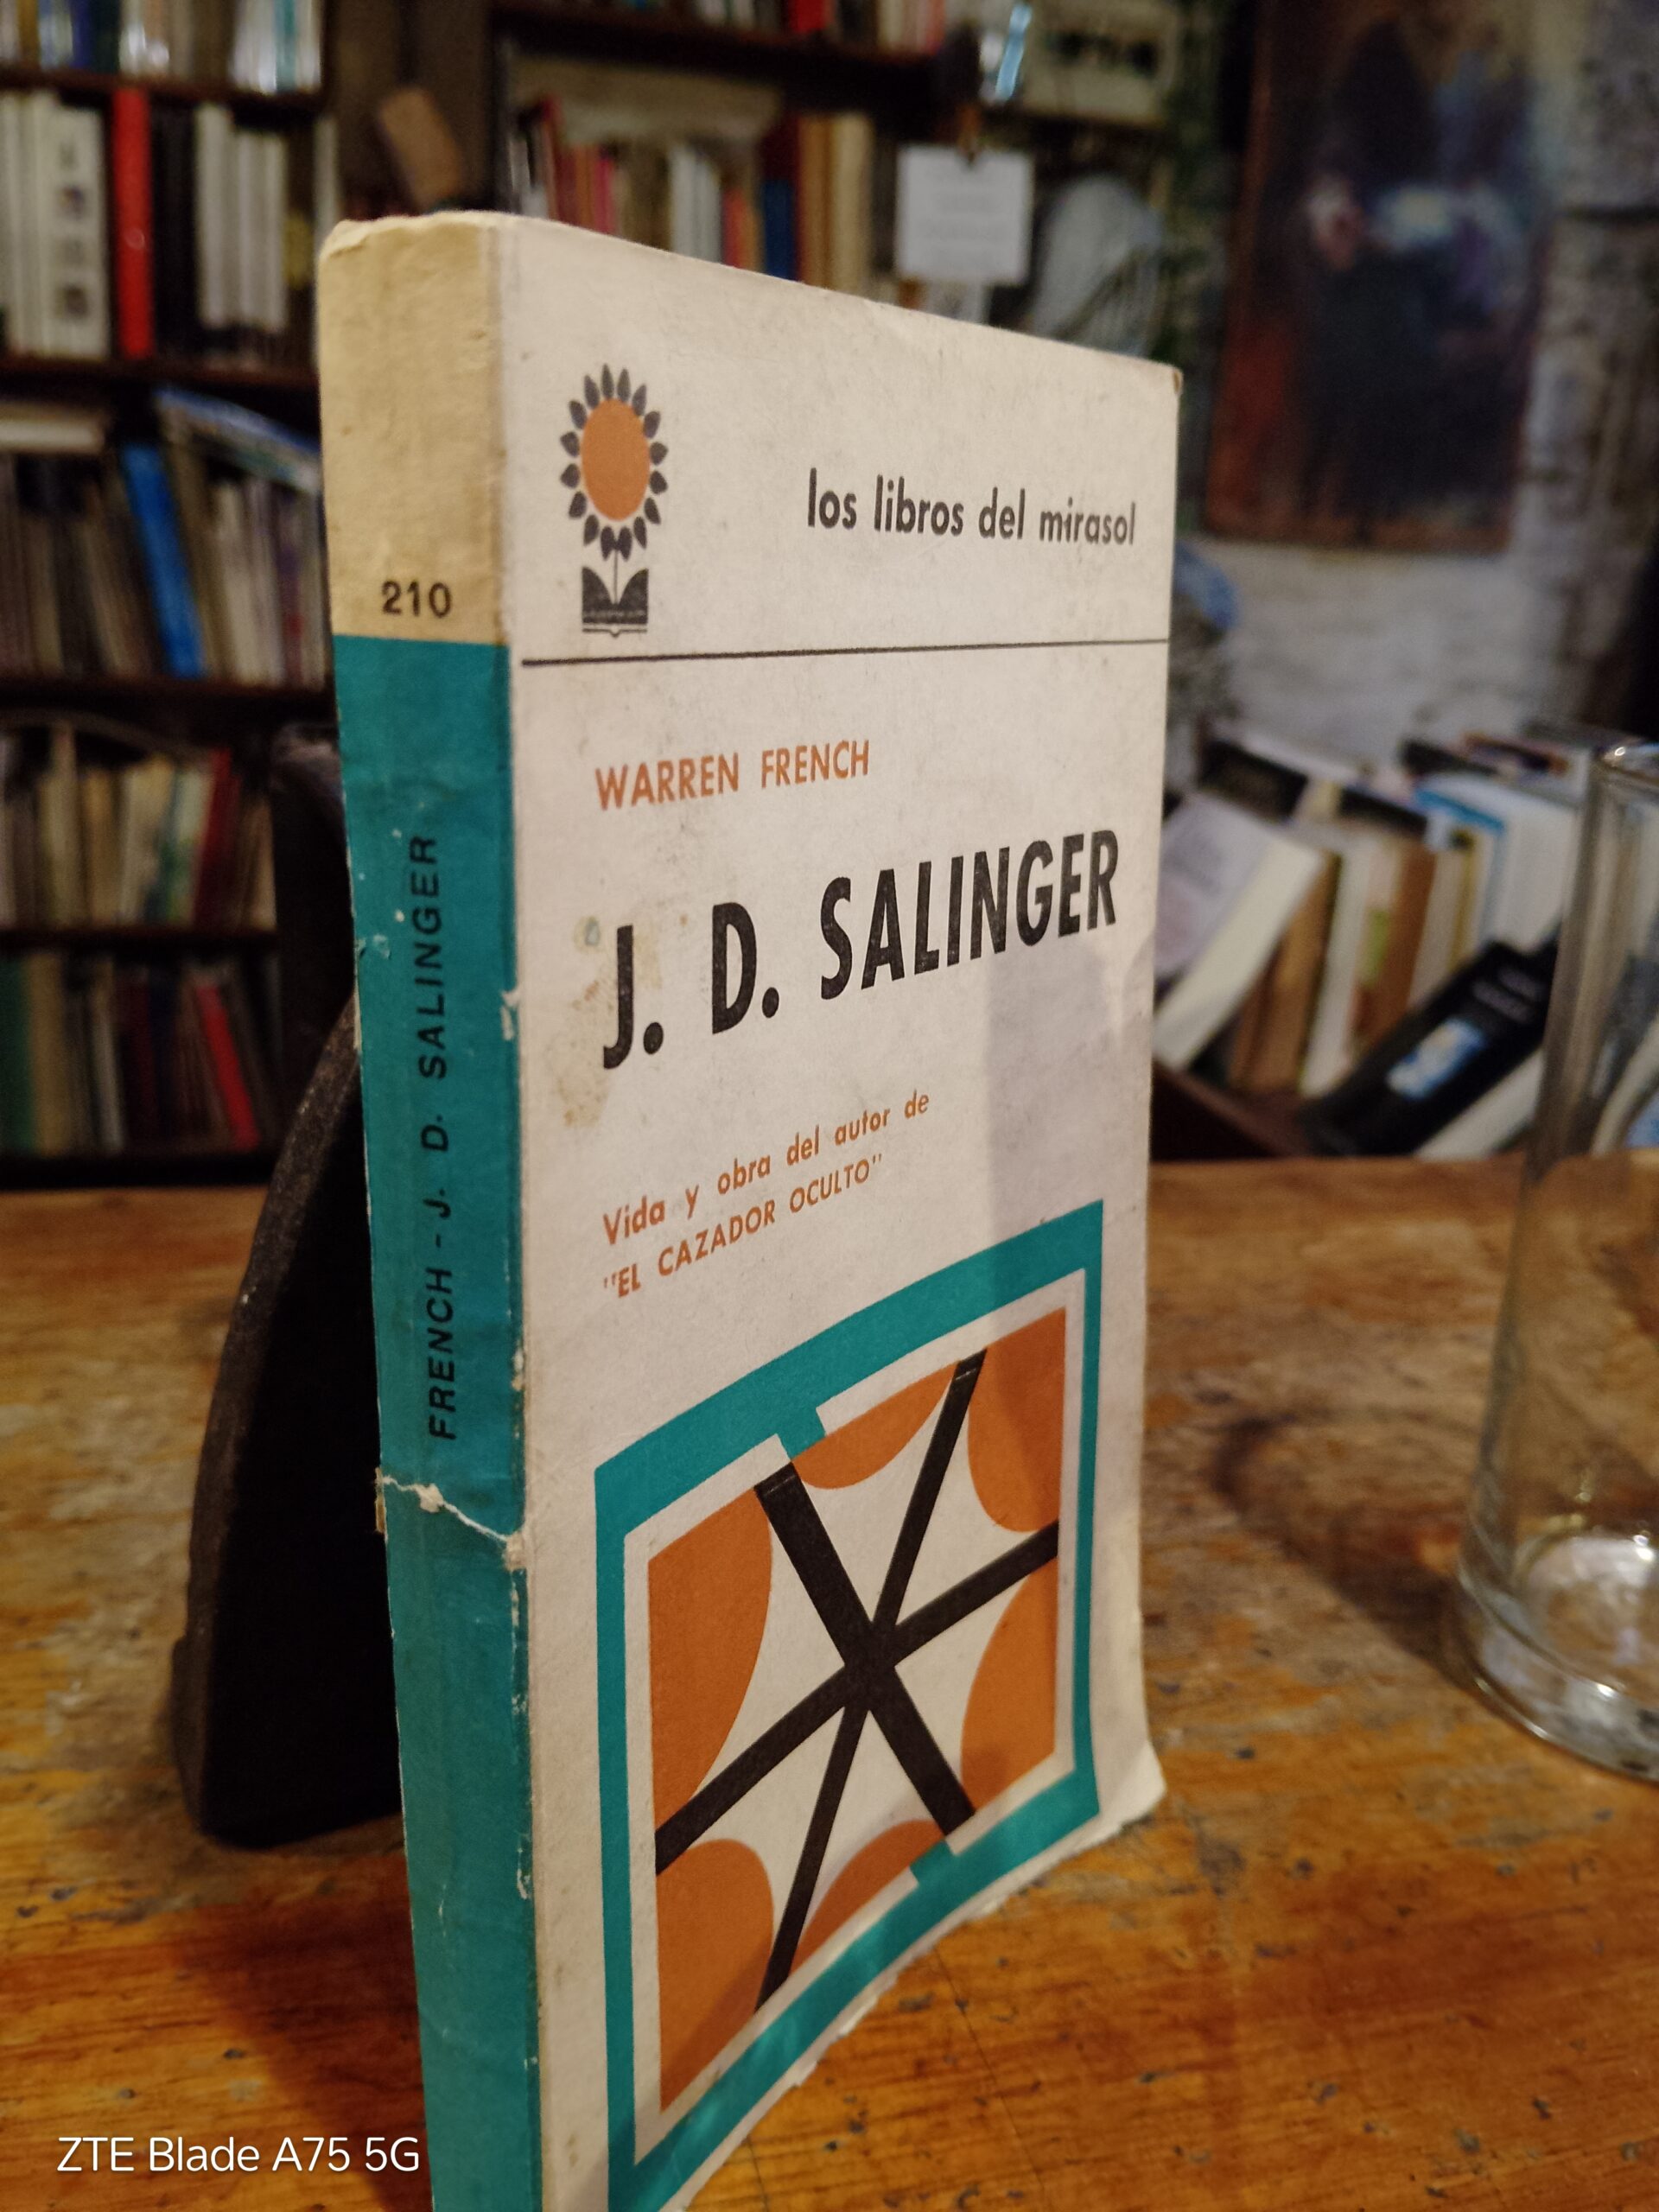 los libros del mirasol
210
WARREN FRENCH
J. D. SALINGER
Vida y obra del autor de
"EL CAZADOR OCULTO"
FRENCH - J. D. SALINGER
ZTE Blade A75 5G